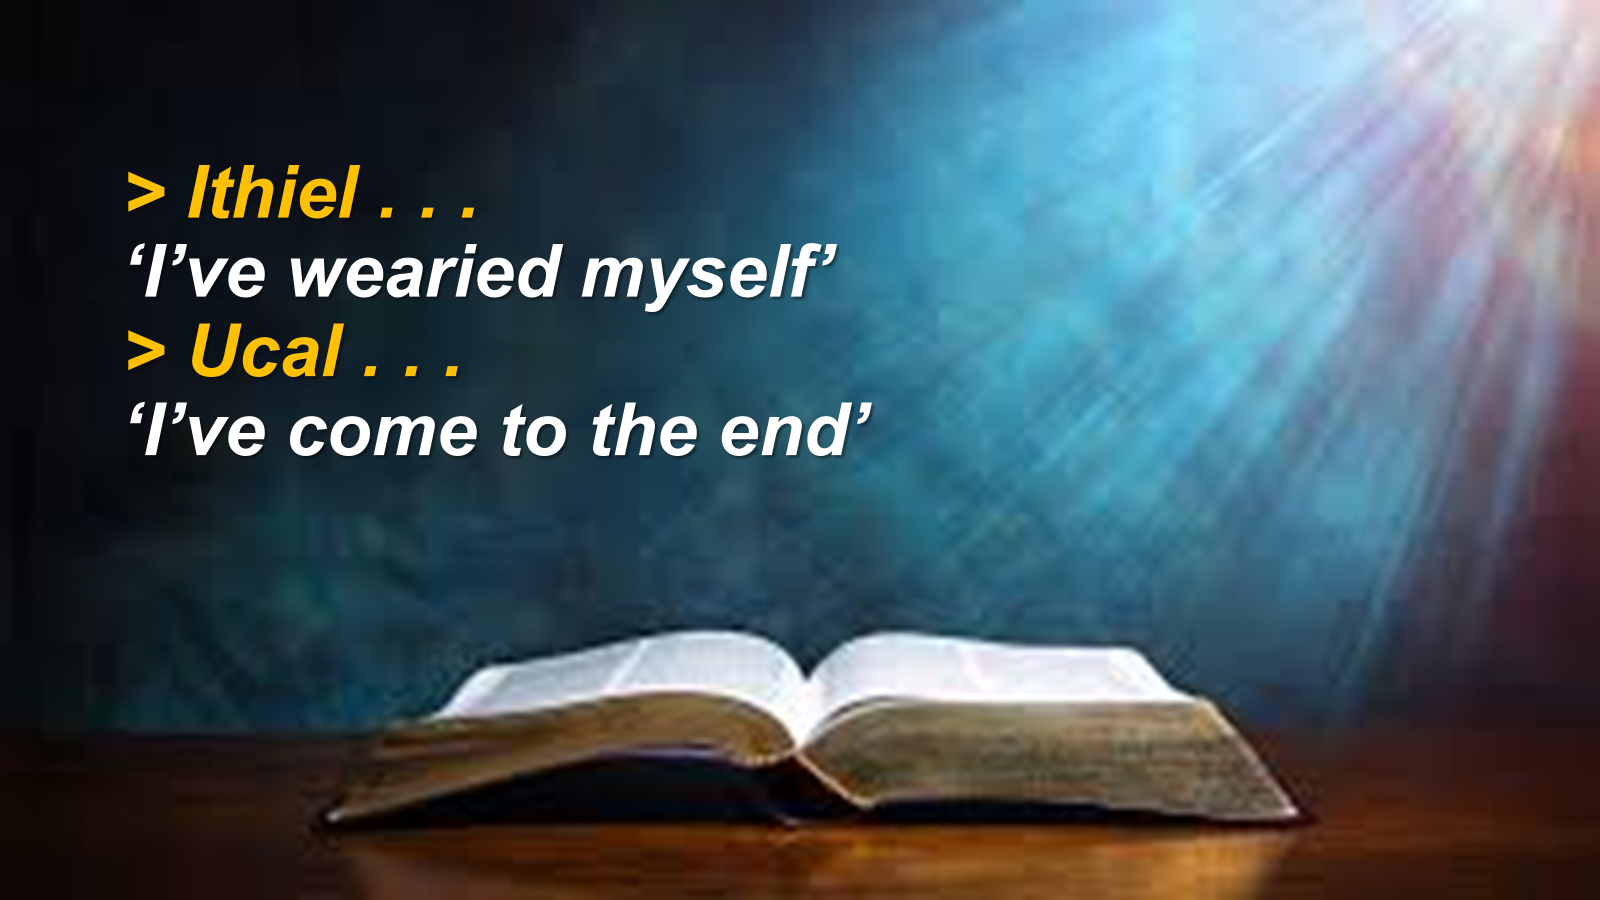 > Ithiel . . .
‘I’ve wearied myself’
> Ucal . . .
‘I’ve come to the end’